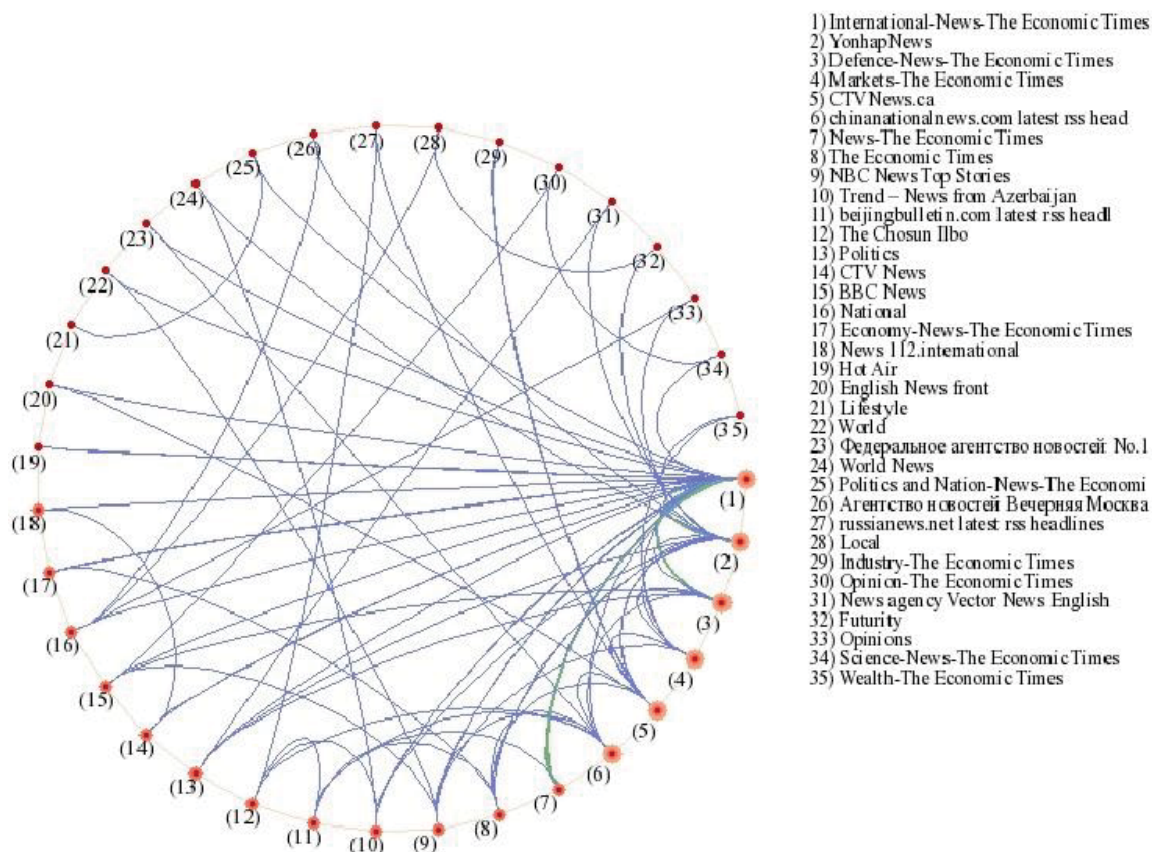 1) International-News-The Economic Times
2) YonhapNews
3) Defence-News-The Economic Times
4) Markets-The Economic Times
5) CTVNews.ca
6) chinanationalnews.com latest rss head
7) News-The Economic Times
8) The Economic Times
9) NBC News Top Stories
10) Trend – News from Azerbaijan
11) beijingbulletin.com latest rss headl
12) The Chosun Ilbo
13) Politics
14) CTV News
15) BBC News
16) National
17) Economy-News-The Economic Times
18) News 112.international
19) Hot Air
20) English News front
21) Lifestyle
22) World
23) Федеральное агентство новостей No.1
24) World News
25) Politics and Nation-News-The Economi
26) Агентство новостей Вечерняя Москва
27) russianews.net latest rss headlines
28) Local
29) Industry-The Economic Times
30) Opinion-The Economic Times
31) News agency Vector News English
32) Futurity
33) Opinions
34) Science-News-The Economic Times
35) Wealth-The Economic Times
(27)
(28)
(26)
(29)
(25)
(30)
(24)
(31)
(23)
(32)
(22)
(33)
(21)
(34)
(20)
(35)
(19)
(1)
(18)
(2)
(17)
(3)
(16)
(4)
(15)
(5)
(14)
(6)
(13)
(7)
(12)
(8)
(11)
(9)
(10)